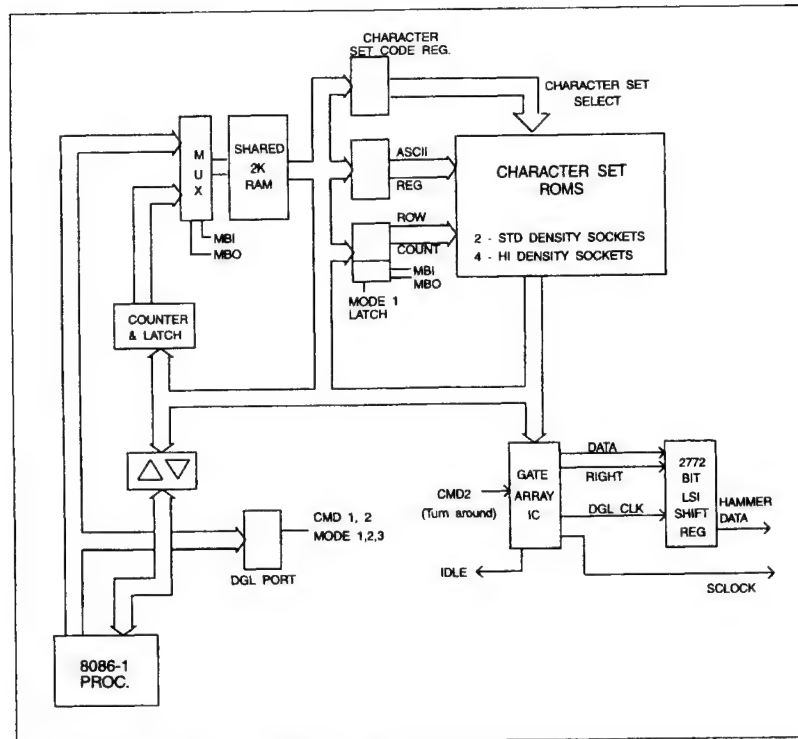 CHARACTER
SET CODE REG.
CHARACTER SET
SELECT
M
U
X
SHARED
2K
RAM
ASCII
REG
ROW
COUNT
CHARACTER SET
ROMS
2 - STD DENSITY SOCKETS
4 - HI DENSITY SOCKETS
MBI
MBO
MBI
MBO
MODE 1
LATCH
COUNTER
& LATCH
CMD2
(Turn around)
GATE
ARRAY
IC
DATA
RIGHT
DGL CLK
2772
BIT
LSI
SHIFT
REG
HAMMER
DATA
CMD 1, 2
MODE 1,2,3
DGL PORT
IDLE
SCLOCK
8086-1
PROC.